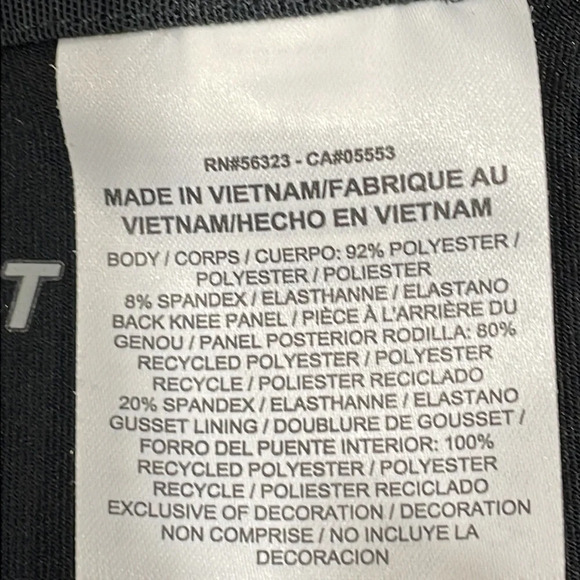 RN#56323 - CA#05553
MADE IN VIETNAM/FABRIQUE AU
VIETNAM/HECHO EN VIETNAM
BODY / CORPS / CUERPO: 92% POLYESTER /
POLYESTER / POLIESTER
8% SPANDEX / ELASTHANNE / ELASTANO
BACK KNEE PANEL / PIÈCE À L'ARRIÈRE DU
GENOU / PANEL POSTERIOR RODILLA: 80%
RECYCLED POLYESTER / POLYESTER
RECYCLE / POLIESTER RECICLADO
20% SPANDEX / ELASTHANNE / ELASTANO
GUSSET LINING / DOUBLURE DE GOUSSET /
FORRO DEL PUENTE INTERIOR: 100%
RECYCLED POLYESTER / POLYESTER
RECYCLE / POLIESTER RECICLADO
EXCLUSIVE OF DECORATION / DECORATION
NON COMPRISE / NO INCLUYE LA
DECORACION
T